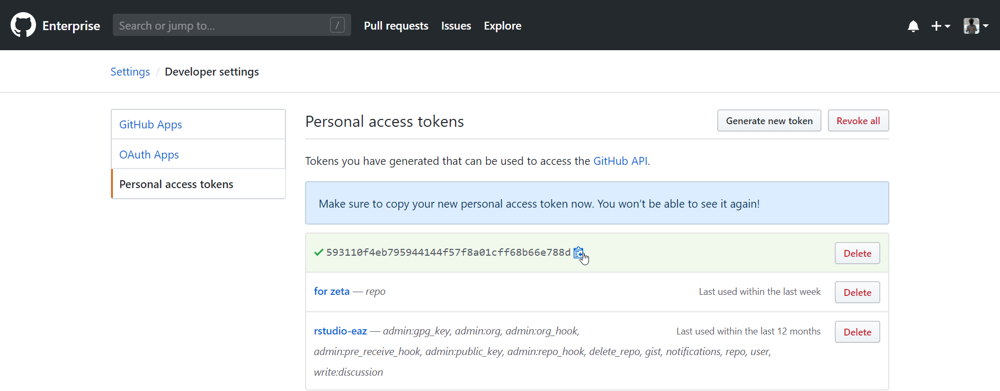 Enterprise
Search or jump to...
/
Pull requests
Issues
Explore
Settings / Developer settings
GitHub Apps
OAuth Apps
Personal access tokens
Personal access tokens
Generate new token
Revoke all
Tokens you have generated that can be used to access the GitHub API.
Make sure to copy your new personal access token now. You won’t be able to see it again!
593110f4eb795944144f57f8a01cff68b66e788d
Delete
for zeta — repo
Last used within the last week
Delete
rstudio-eaz — admin:gpg_key, admin:org, admin:org_hook,
admin:pre_receive_hook, admin:public_key, admin:repo_hook, delete_repo, gist, notifications, repo, user,
write:discussion
Last used within the last 12 months
Delete